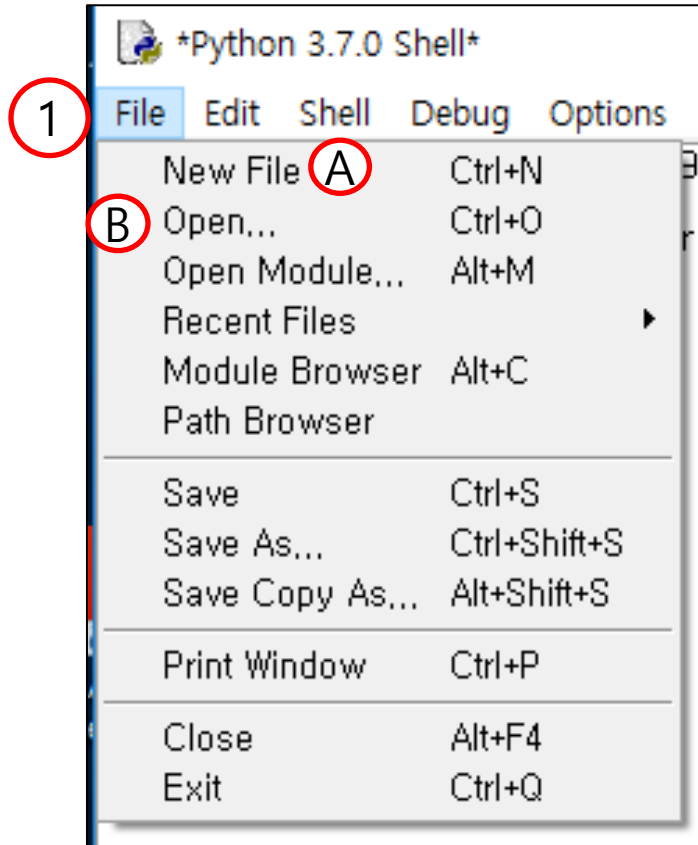 *Python 3.7.0 Shell*
1 File Edit Shell Debug Options
New File A Ctrl+N
B Open... Ctrl+O
Open Module... Alt+M
Recent Files
Module Browser Alt+C
Path Browser
Save Ctrl+S
Save As... Ctrl+Shift+S
Save Copy As... Alt+Shift+S
Print Window Ctrl+P
Close Alt+F4
Exit Ctrl+Q